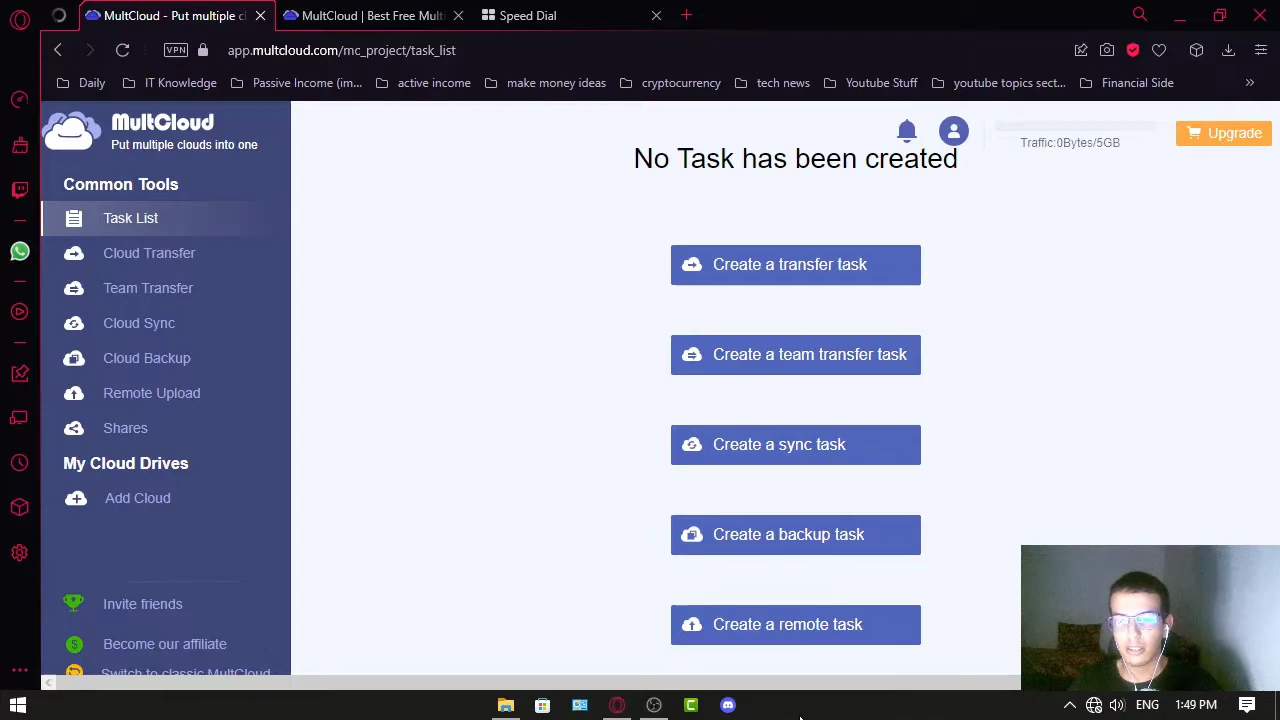 MultCloud - Put multiple cl
MultCloud | Best Free Multi
Speed Dial
VPN
app.multcloud.com/mc_project/task_list
Daily
IT Knowledge
Passive Income (im...
active income
make money ideas
cryptocurrency
tech news
Youtube Stuff
youtube topics sect...
Financial Side
»
MultCloud
Put multiple clouds into one
Common Tools
Task List
Cloud Transfer
Team Transfer
Cloud Sync
Cloud Backup
Remote Upload
Shares
My Cloud Drives
Add Cloud
Invite friends
Become our affiliate
Switch to classic MultCloud
Traffic:0Bytes/5GB
Upgrade
No Task has been created
Create a transfer task
Create a team transfer task
Create a sync task
Create a backup task
Create a remote task
ENG
1:49 PM